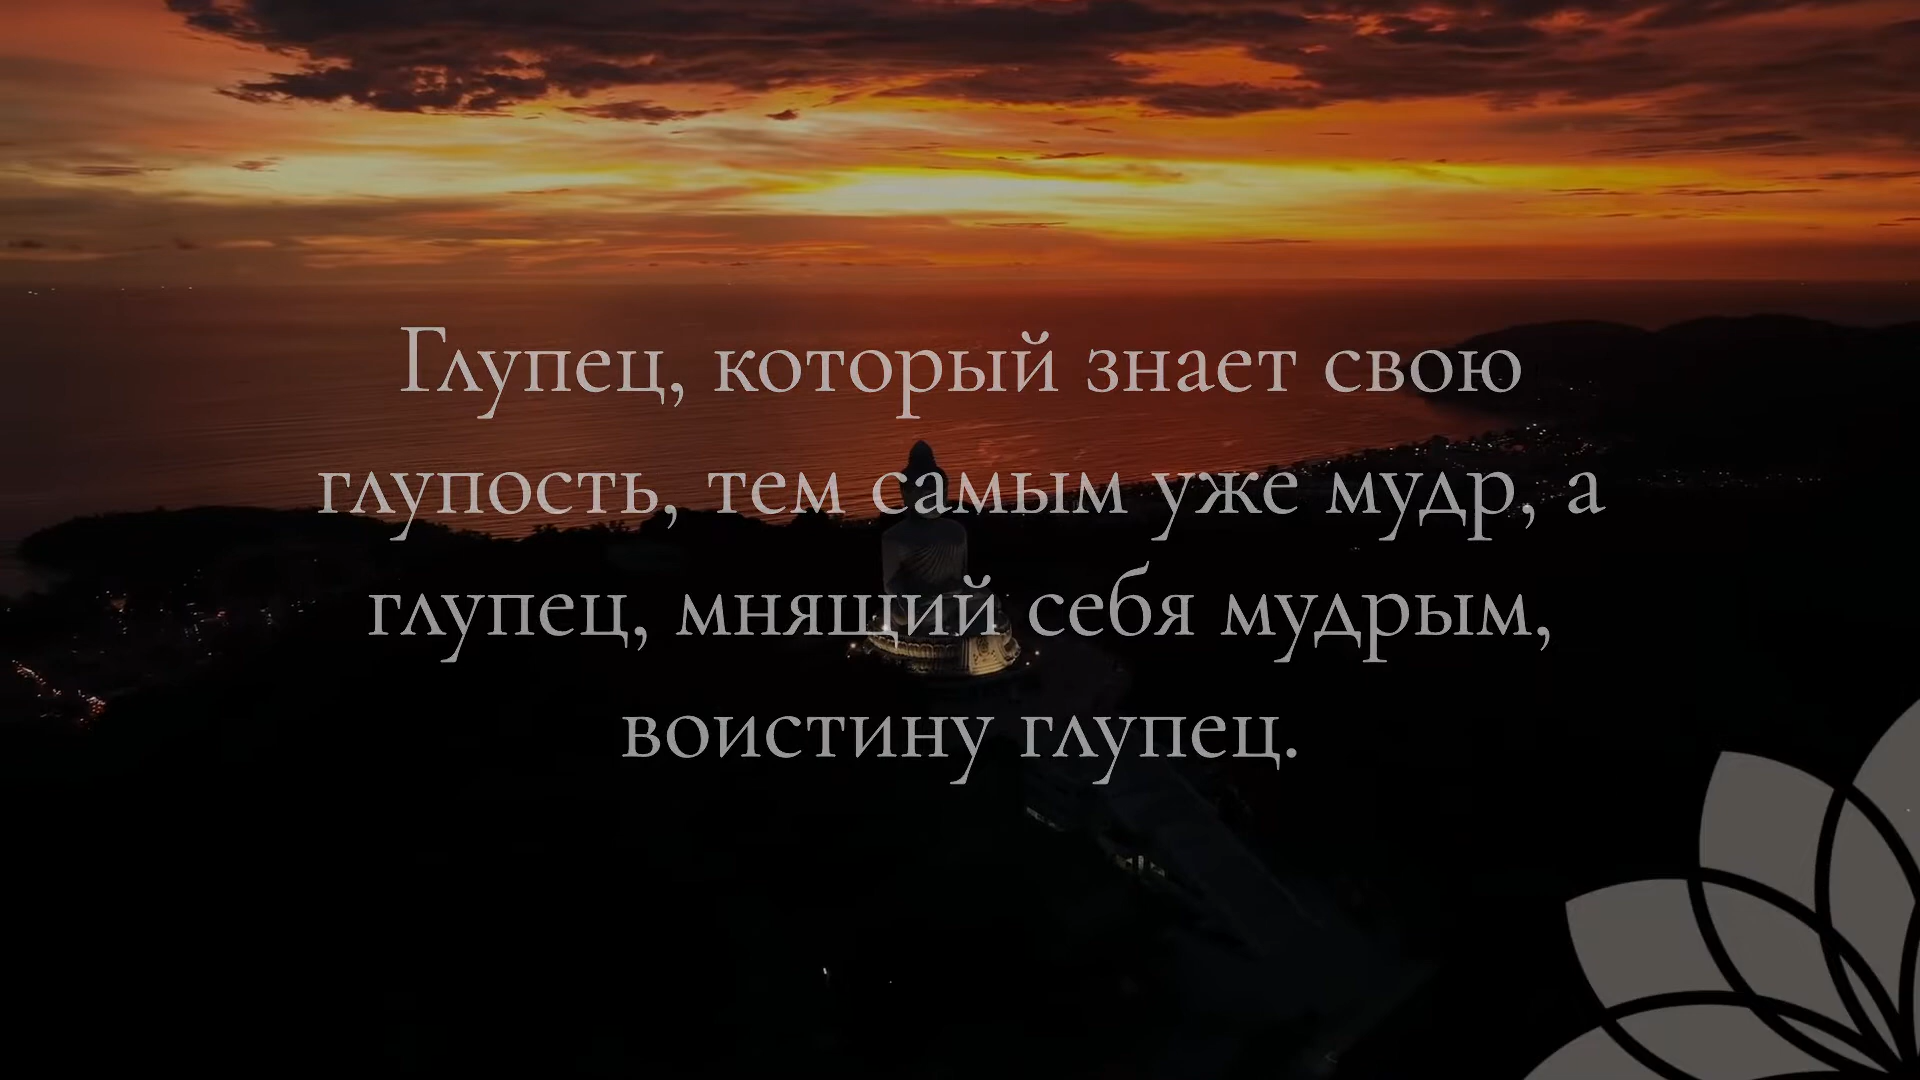 Глупец, который знает свою
глупость, тем самым уже мудр, а
глупец, мнящий себя мудрым,
воистину глупец.